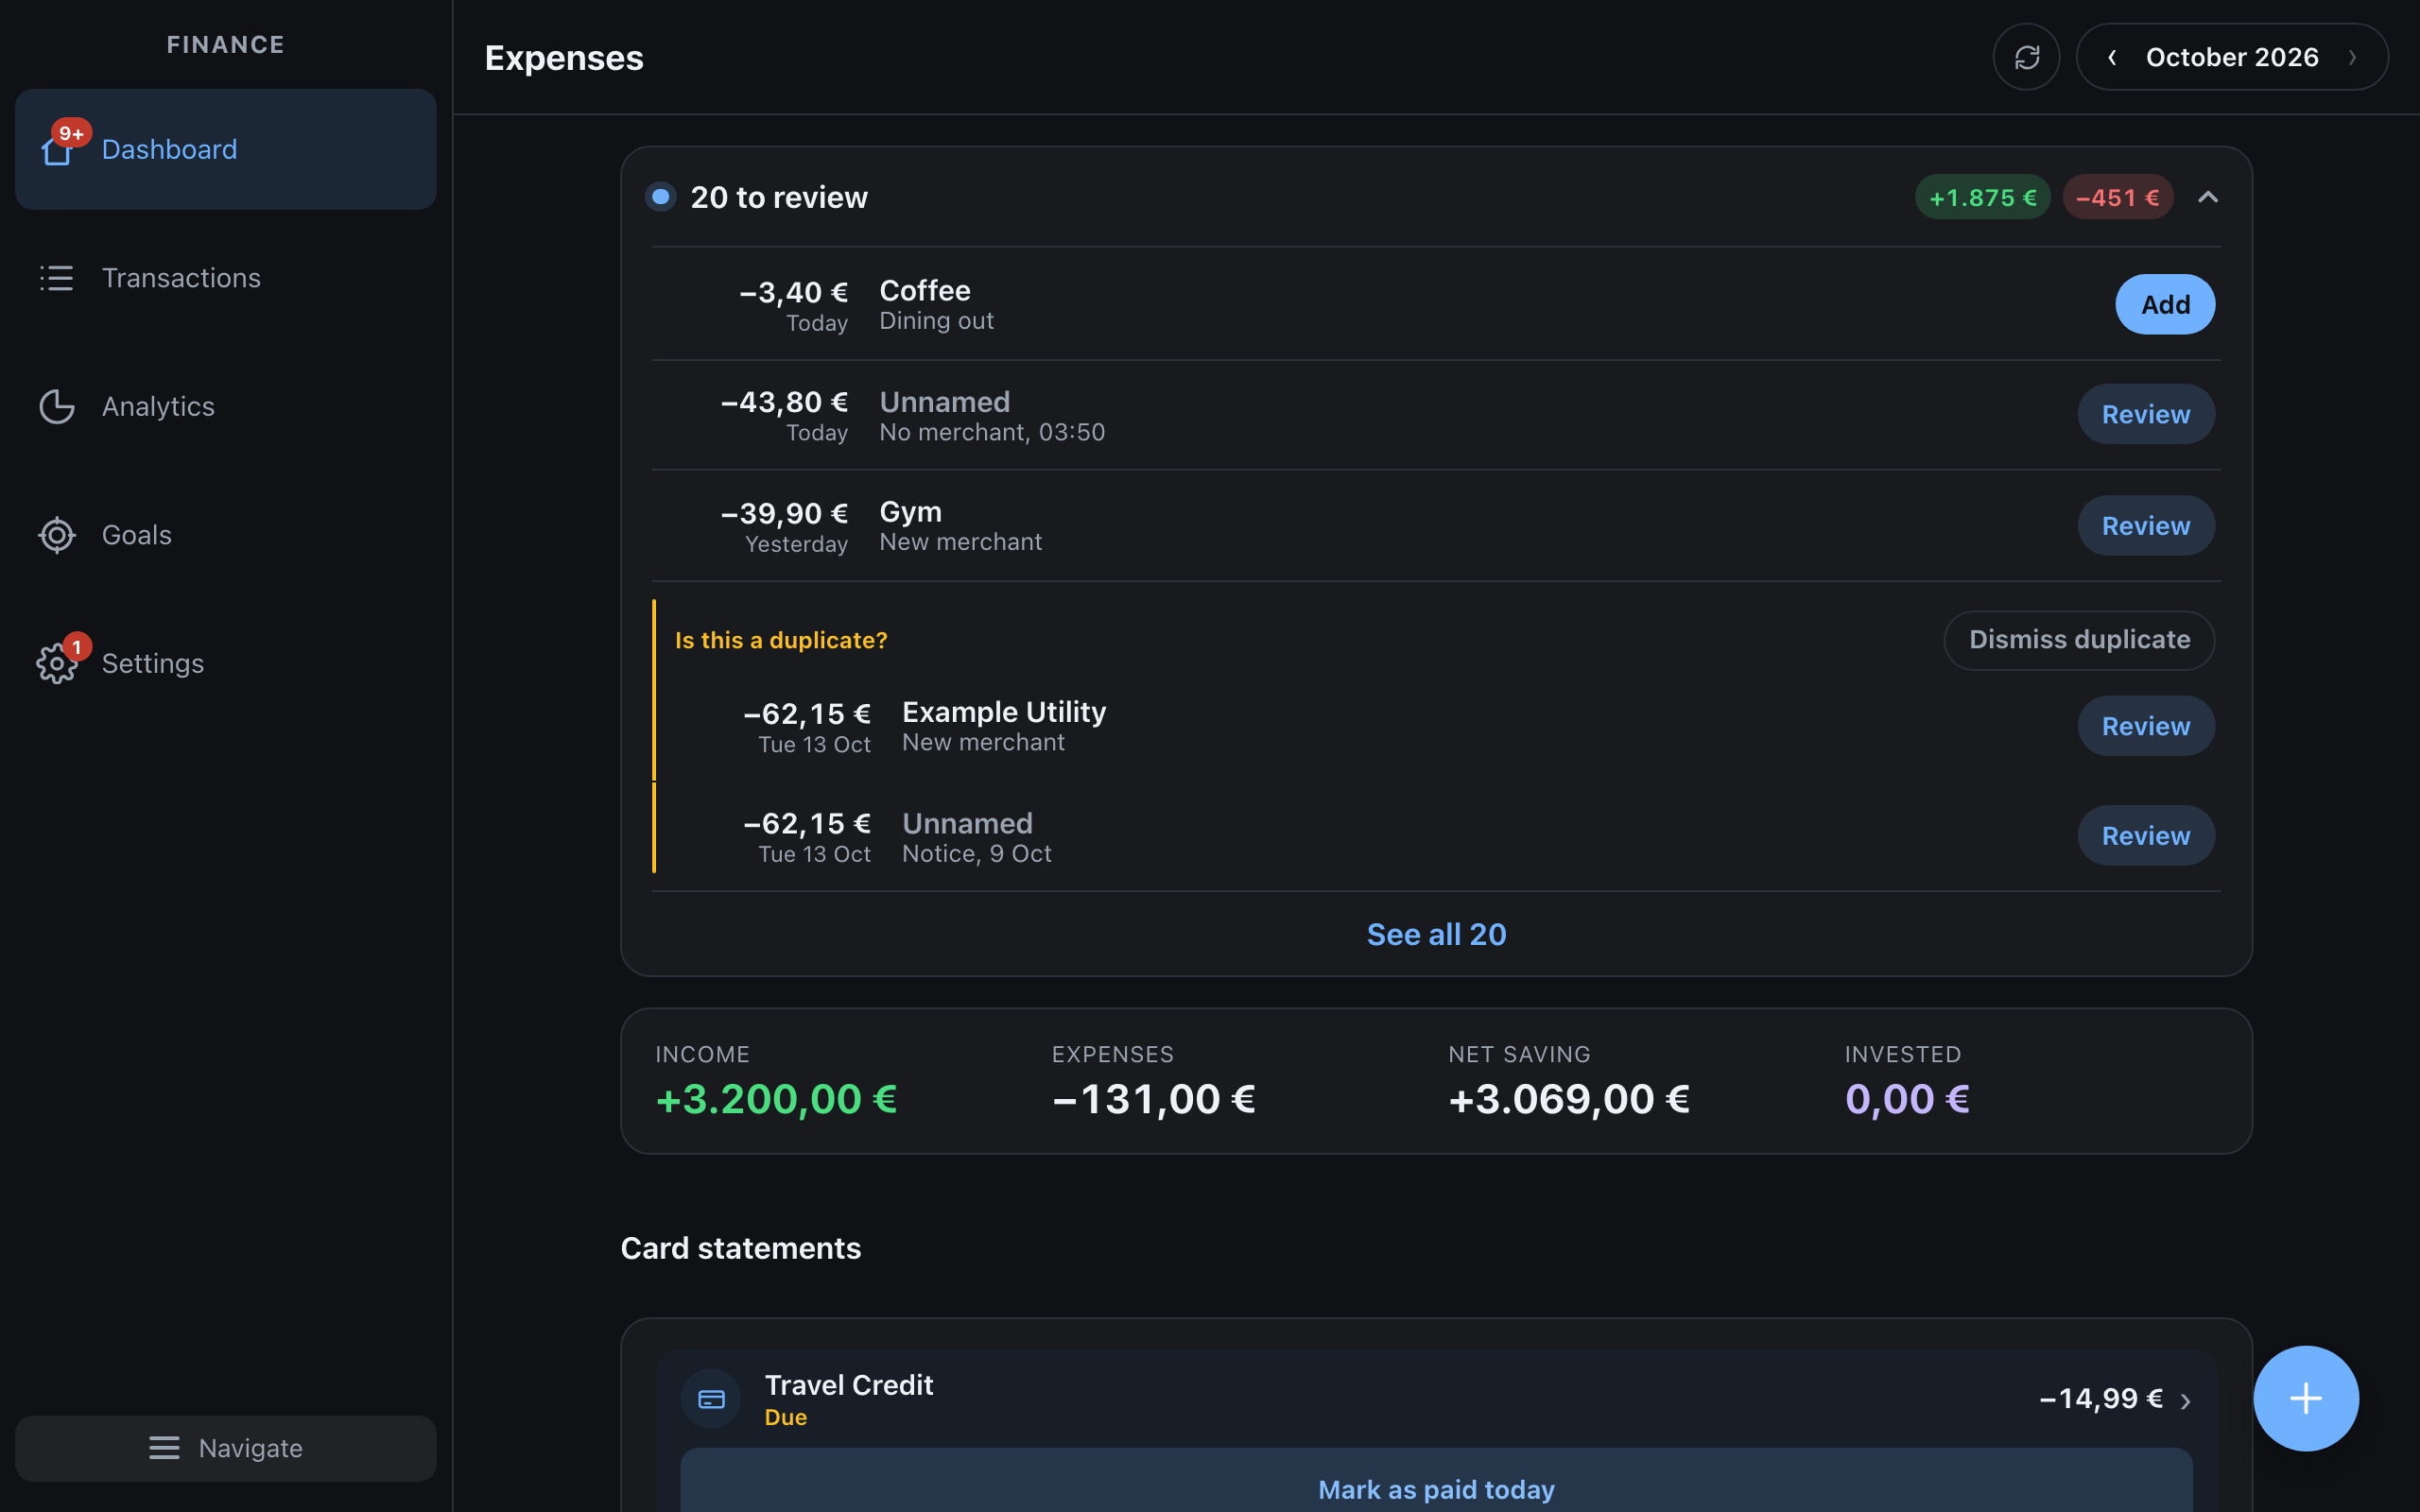 FINANCE
9+
Dashboard
Transactions
Analytics
Goals
1
Settings
Navigate
Expenses
‹ October 2026 ›
20 to review
+1.875 €
−451 €
−3,40 €
Today
Coffee
Dining out
Add
−43,80 €
Today
Unnamed
No merchant, 03:50
Review
−39,90 €
Yesterday
Gym
New merchant
Review
Is this a duplicate?
Dismiss duplicate
−62,15 €
Tue 13 Oct
Example Utility
New merchant
Review
−62,15 €
Tue 13 Oct
Unnamed
Notice, 9 Oct
Review
See all 20
INCOME
+3.200,00 €
EXPENSES
−131,00 €
NET SAVING
+3.069,00 €
INVESTED
0,00 €
Card statements
Travel Credit
Due
−14,99 € ›
Mark as paid today